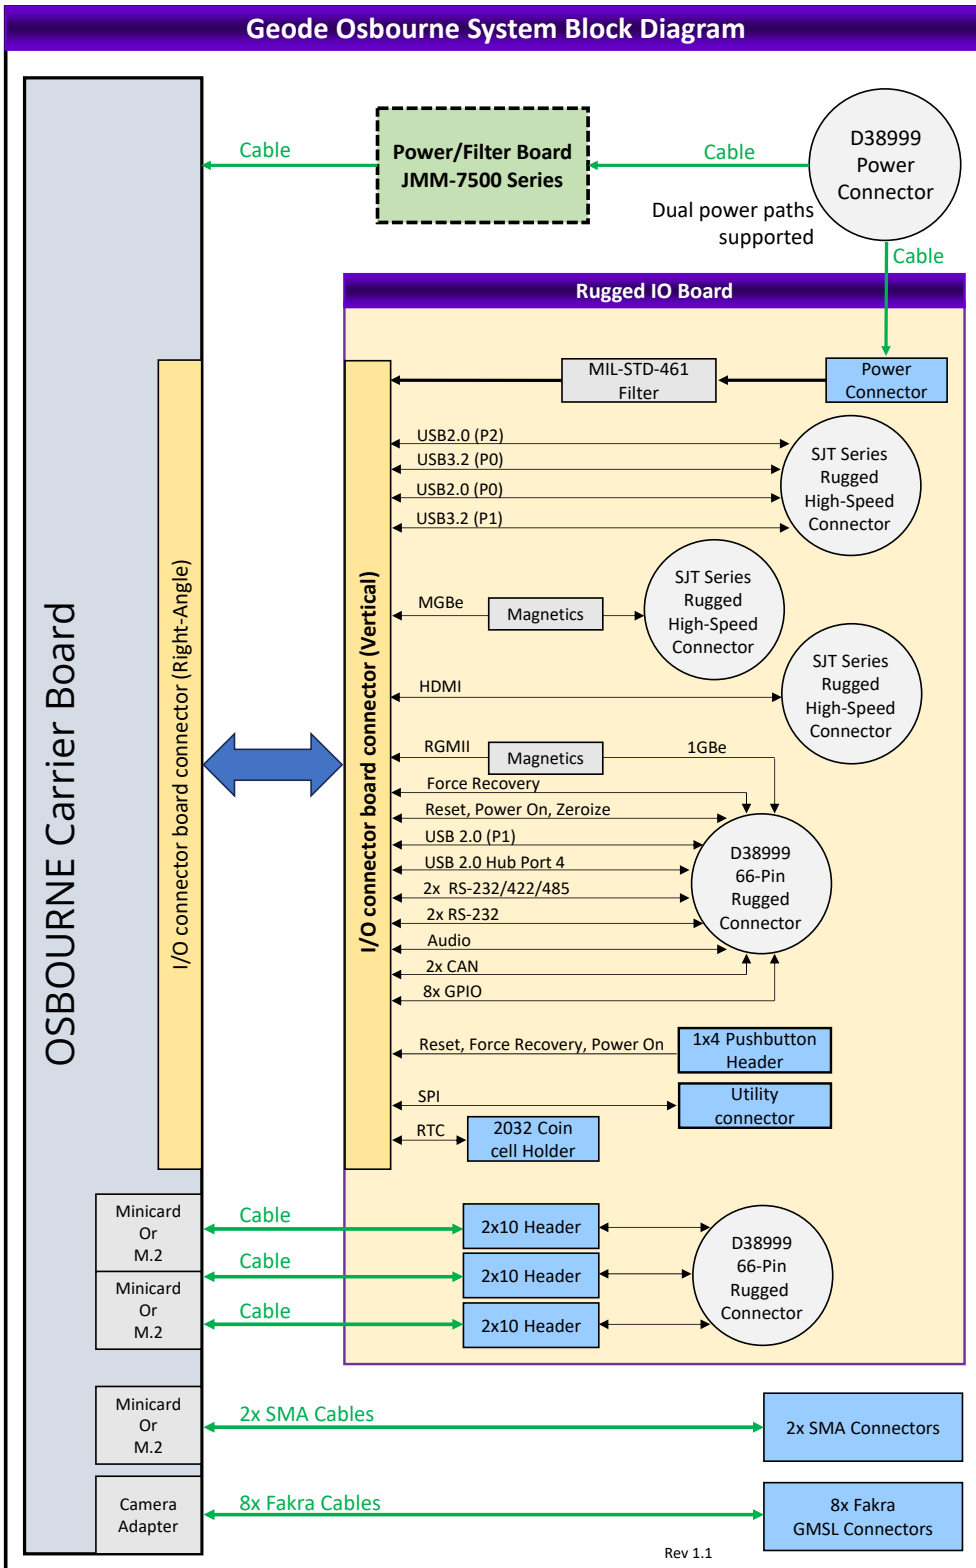 Geode Osbourne System Block Diagram
Cable
Power/Filter Board
JMM-7500 Series
Cable
D38999
Power
Connector
Dual power paths
supported
Cable
Rugged IO Board
MIL-STD-461
Filter
Power
Connector
USB2.0 (P2)
USB3.2 (P0)
USB2.0 (P0)
USB3.2 (P1)
SJT Series
Rugged
High-Speed
Connector
MGBe
Magnetics
SJT Series
Rugged
High-Speed
Connector
HDMI
SJT Series
Rugged
High-Speed
Connector
OSBOURNE Carrier Board
I/O connector board connector (Right-Angle)
I/O connector board connector (Vertical)
RGMII
Magnetics
1GBe
Force Recovery
Reset, Power On, Zeroize
USB 2.0 (P1)
USB 2.0 Hub Port 4
2x  RS-232/422/485
2x RS-232
Audio
2x CAN
8x GPIO
D38999
66-Pin
Rugged
Connector
Reset, Force Recovery, Power On
1x4 Pushbutton
Header
SPI
Utility
connector
RTC
2032 Coin
cell Holder
Minicard
Or
M.2
Cable
2x10 Header
Cable
2x10 Header
Minicard
Or
M.2
Cable
2x10 Header
D38999
66-Pin
Rugged
Connector
Minicard
Or
M.2
2x SMA Cables
2x SMA Connectors
Camera
Adapter
8x Fakra Cables
8x Fakra
GMSL Connectors
Rev 1.1